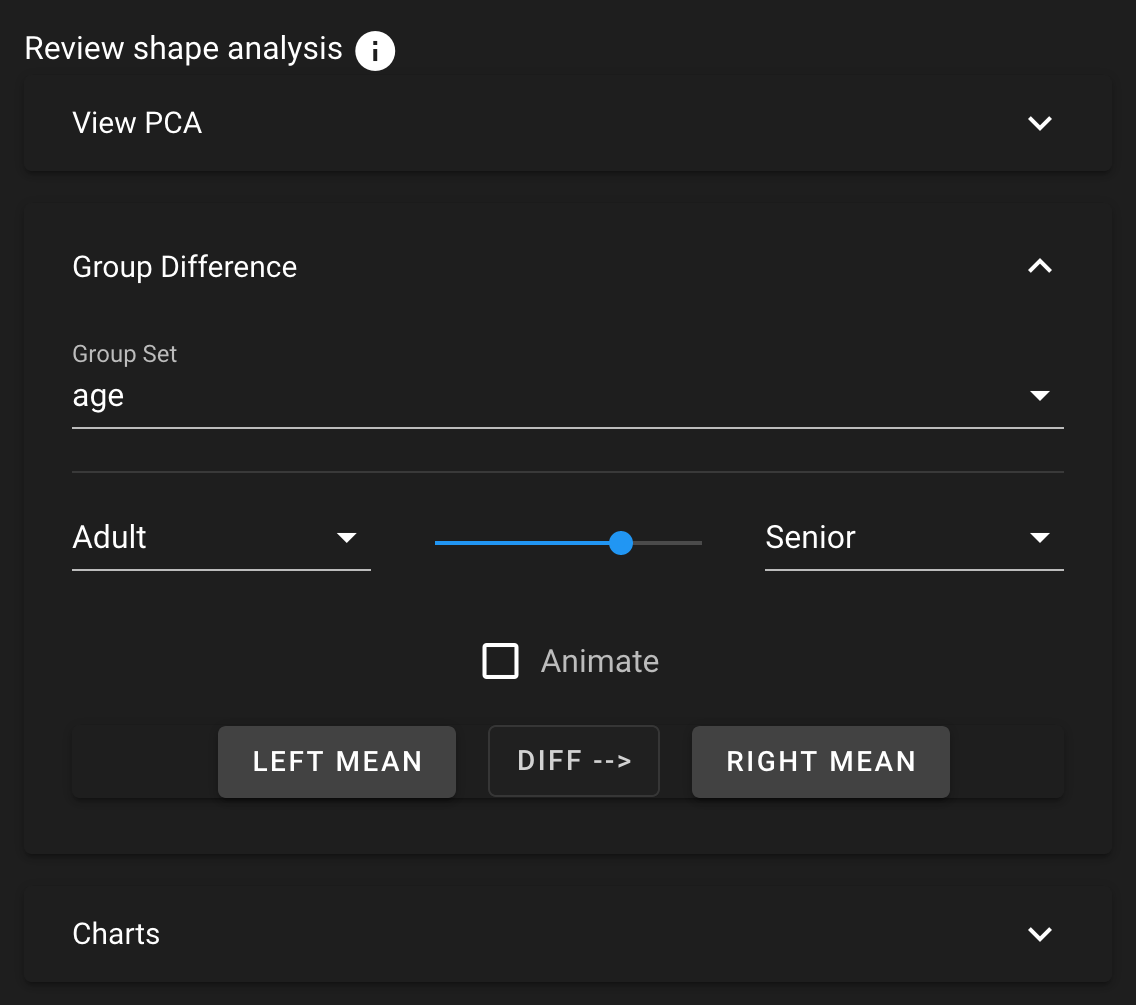 Review shape analysis i
View PCA
Group Difference
Group Set
age
Adult
Senior
Animate
LEFT MEAN
DIFF -->
RIGHT MEAN
Charts